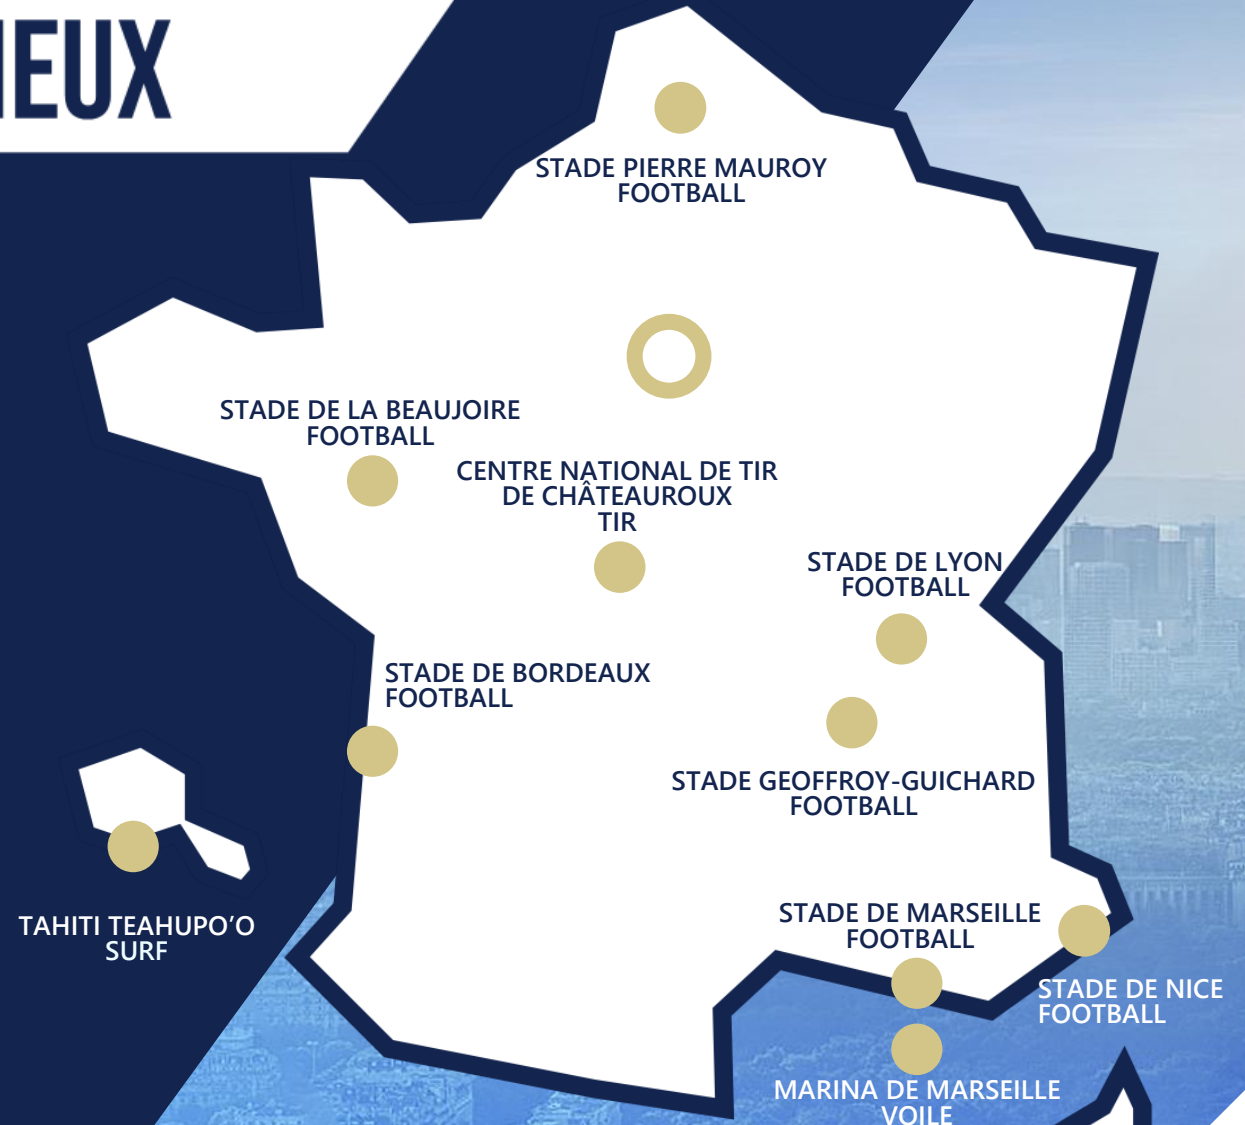 IEUX
STADE PIERRE MAUROY
FOOTBALL
STADE DE LA BEAUJOIRE
FOOTBALL
CENTRE NATIONAL DE TIR
DE CHÂTEAUROUX
TIR
STADE DE LYON
FOOTBALL
STADE DE BORDEAUX
FOOTBALL
STADE GEOFFROY-GUICHARD
FOOTBALL
TAHITI TEAHUPO’O
SURF
STADE DE MARSEILLE
FOOTBALL
STADE DE NICE
FOOTBALL
MARINA DE MARSEILLE
VOILE